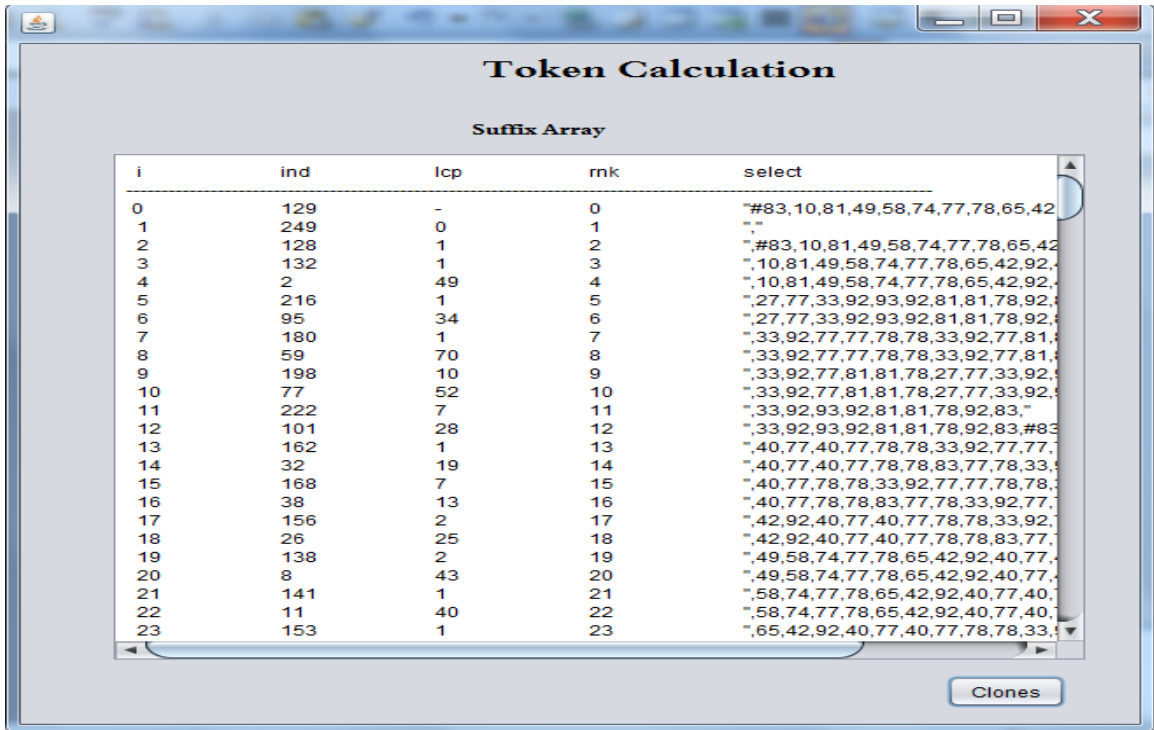 Token Calculation
Suffix Array
i ind lcp rnk select
0 129 - 0 "#83,10,81,49,58,74,77,78,65,42
1 249 0 1 ","
2 128 1 2 ",#83,10,81,49,58,74,77,78,65,42
3 132 1 3 ",10,81,49,58,74,77,78,65,42,92,
4 2 49 4 ",10,81,49,58,74,77,78,65,42,92,
5 216 1 5 ",27,77,33,92,93,92,81,81,78,92,
6 95 34 6 ",27,77,33,92,93,92,81,81,78,92,
7 180 1 7 ",33,92,77,77,78,78,33,92,77,81,
8 59 70 8 ",33,92,77,77,78,78,33,92,77,81,
9 198 10 9 ",33,92,77,81,81,78,27,77,33,92,
10 77 52 10 ",33,92,77,81,81,78,27,77,33,92,
11 222 7 11 ",33,92,93,92,81,81,78,92,83,"
12 101 28 12 ",33,92,93,92,81,81,78,92,83,#83
13 162 1 13 ",40,77,40,77,78,78,33,92,77,77,
14 32 19 14 ",40,77,40,77,78,78,83,77,78,33,
15 168 7 15 ",40,77,78,78,33,92,77,77,78,78,
16 38 13 16 ",40,77,78,78,83,77,78,33,92,77,
17 156 2 17 ",42,92,40,77,40,77,78,78,33,92,
18 26 25 18 ",42,92,40,77,40,77,78,78,83,77,
19 138 2 19 ",49,58,74,77,78,65,42,92,40,77,
20 8 43 20 ",49,58,74,77,78,65,42,92,40,77,
21 141 1 21 ",58,74,77,78,65,42,92,40,77,40,
22 11 40 22 ",58,74,77,78,65,42,92,40,77,40,
23 153 1 23 ",65,42,92,40,77,40,77,78,78,33,
Clones